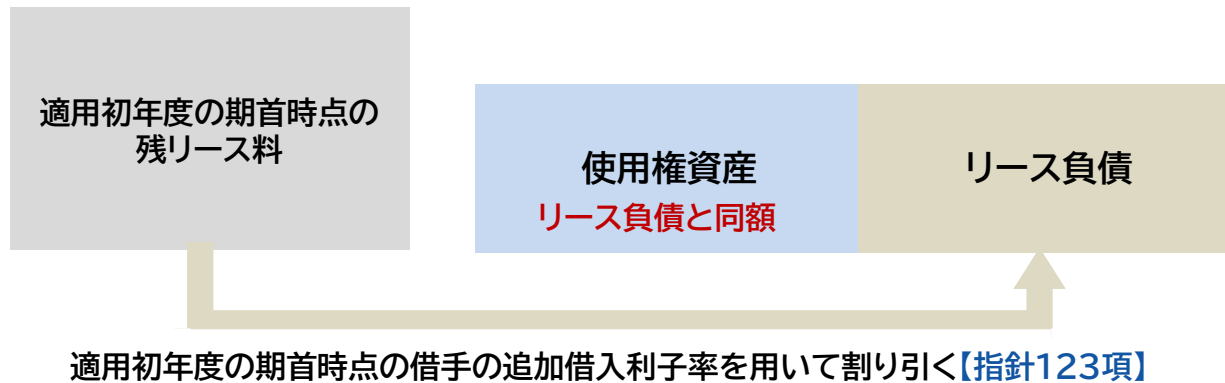 適用初年度の期首時点の
残リース料
使用権資産
リース負債と同額
リース負債
適用初年度の期首時点の借手の追加借入利子率を用いて割り引く【指針123項】